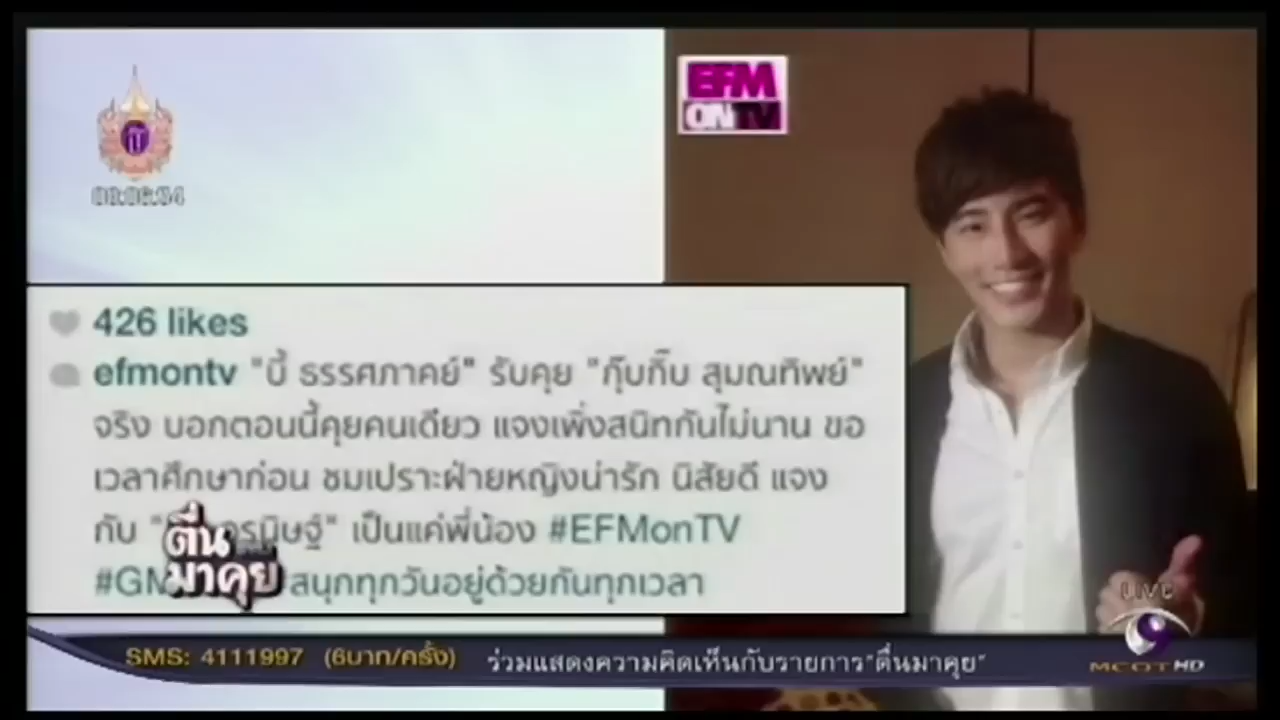 EFM
ON TV
426 likes
efmontv "บี้ ธรรศภาคย์" รับคุย "กุ๊บกิ๊บ สุมณทิพย์"
จริง บอกตอนนี้คุยคนเดียว แจงเพิ่งสนิทกันไม่นาน ขอ
เวลาศึกษาก่อน ชมเปราะฝ่ายหญิงน่ารัก นิสัยดี แจง
กับ " เป็นแค่พี่น้อง #EFMonTV
สนุกทุกวันอยู่ด้วยกันทุกเวลา
ตื่น
มาคุย
LIVE
9
MCOT HD
SMS: 4111997 (6บาท/ครั้ง) ร่วมแสดงความคิดเห็นกับรายการ"ตื่นมาคุย"